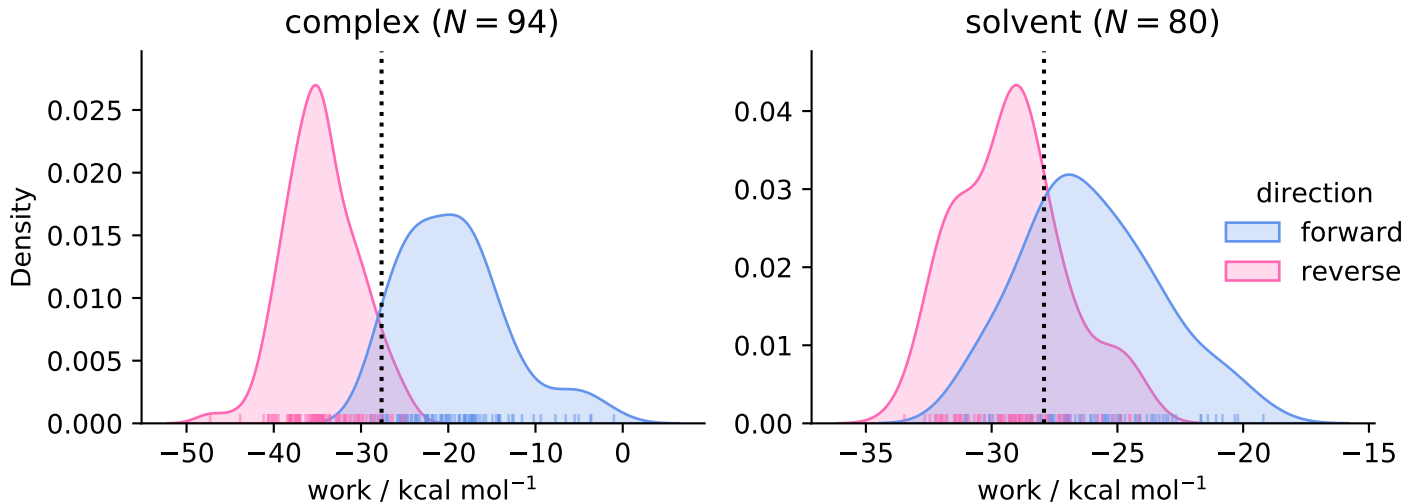 complex (N = 94)
Density
0.025
0.020
0.015
0.010
0.005
0.000
−50 −40 −30 −20 −10 0
work / kcal mol⁻¹
solvent (N = 80)
0.04
0.03
0.02
0.01
0.00
−35 −30 −25 −20 −15
work / kcal mol⁻¹
direction
forward
reverse